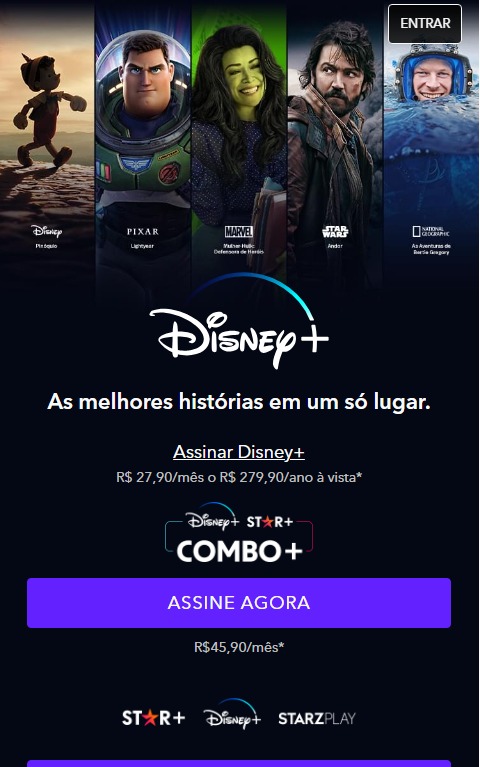 ENTRAR
Disney
Pinóquio
PIXAR
Lightyear
MARVEL
Mulher-Hulk:
Defensora de Heróis
STAR WARS
Andor
NATIONAL GEOGRAPHIC
As Aventuras de
Bertie Gregory
Disney+
As melhores histórias em um só lugar.
Assinar Disney+
R$ 27,90/mês o R$ 279,90/ano à vista*
Disney+ STAR+
COMBO+
ASSINE AGORA
R$45,90/mês*
STAR+ Disney+ STARZPLAY